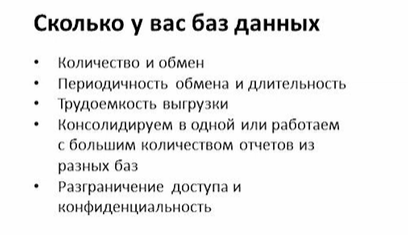 Сколько у вас баз данных
• Количество и обмен
• Периодичность обмена и длительность
• Трудоемкость выгрузки
• Консолидируем в одной или работаем
с большим количеством отчетов из
разных баз
• Разграничение доступа и
конфиденциальность